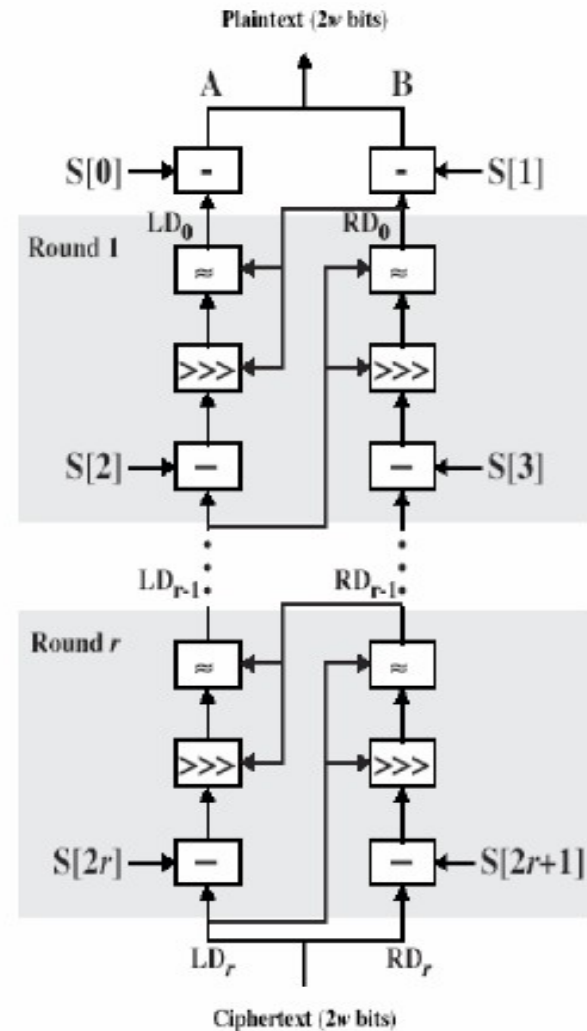 Plaintext (2w bits)
A B
- -
S[0] S[1]
LD0 RD0
Round 1
≈ ≈
>>> >>>
S[2] – – S[3]
LDr-1 RDr-1
Round r
≈ ≈
>>> >>>
S[2r] – – S[2r+1]
LDr RDr
Ciphertext (2w bits)